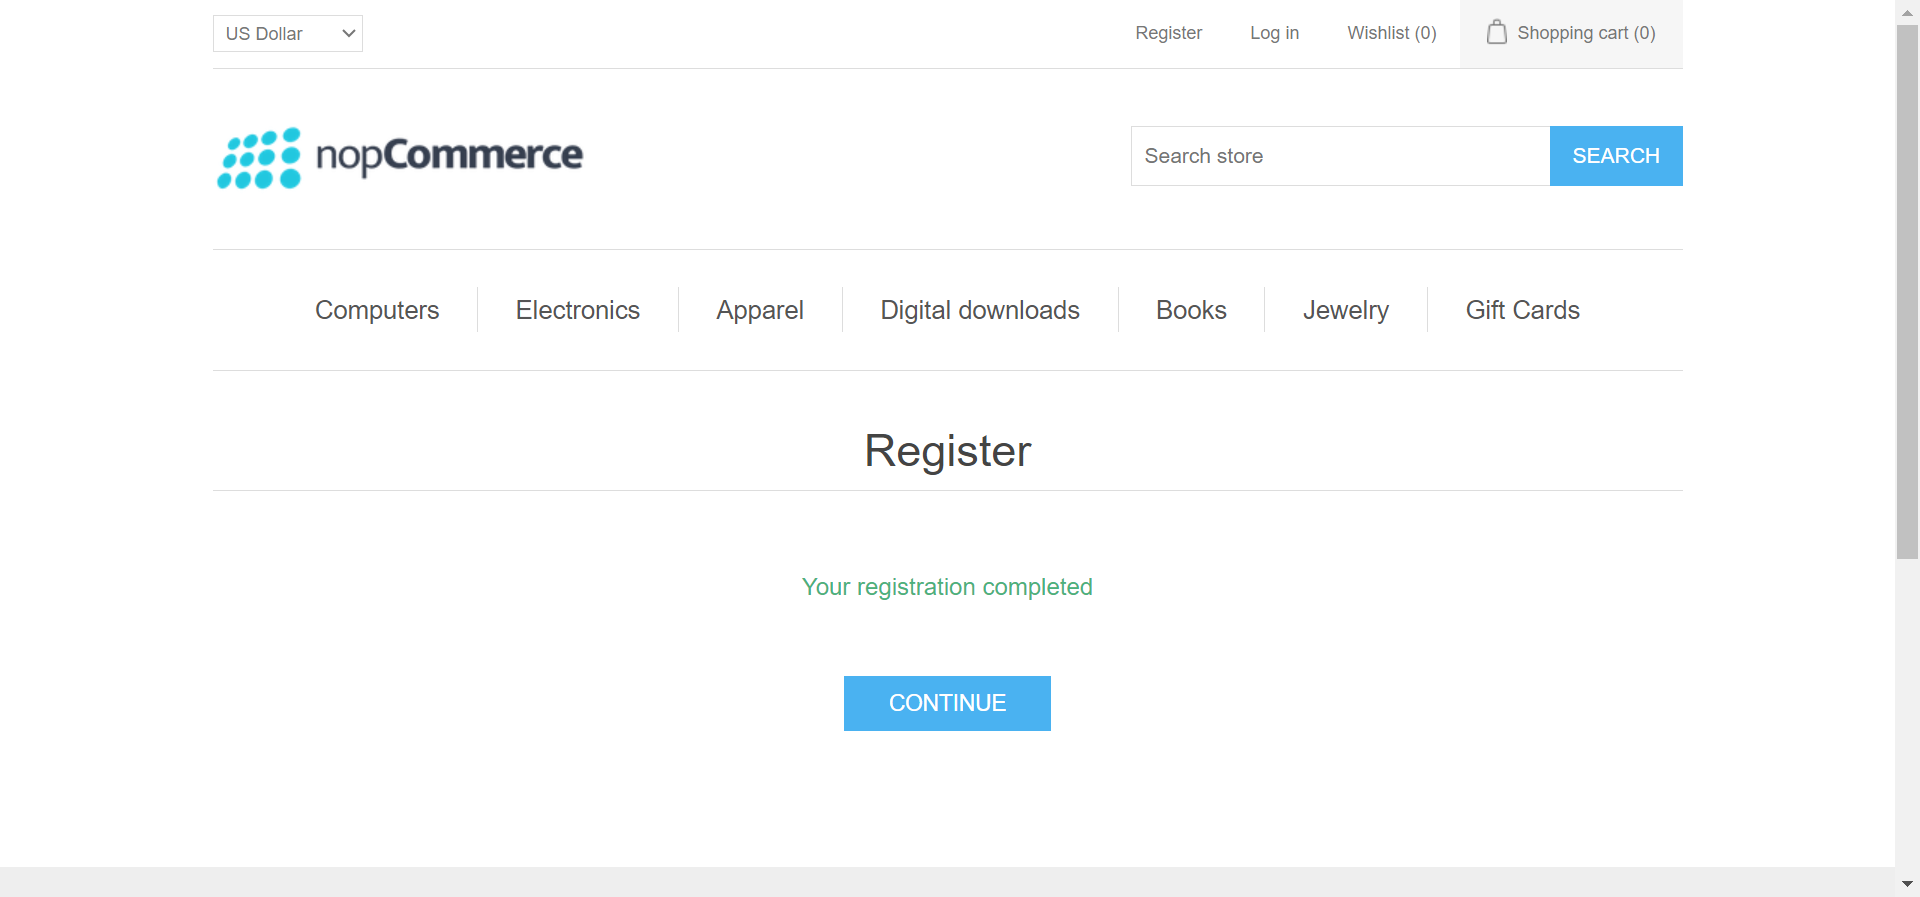 US Dollar
Register
Log in
Wishlist (0)
Shopping cart (0)
nopCommerce
Search store
SEARCH
Computers
Electronics
Apparel
Digital downloads
Books
Jewelry
Gift Cards
Register
Your registration completed
CONTINUE